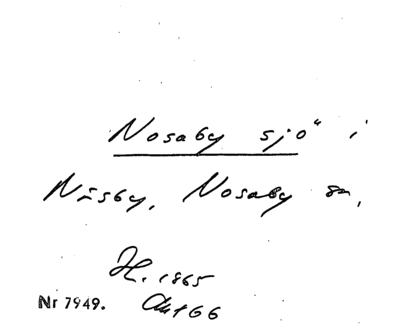 Nosaby sjö i
Näsby, Nosaby sn,
H. 1865
Nr 7949.